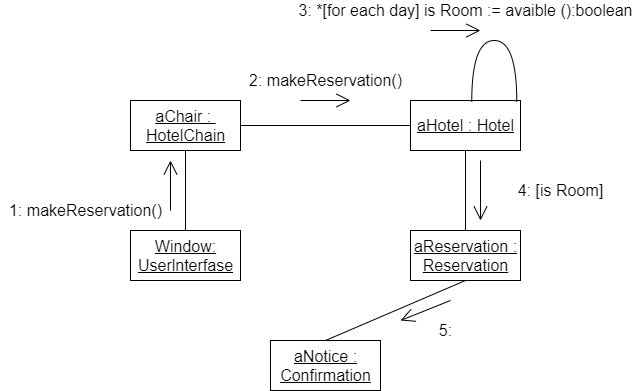 3: *[for each day] is Room := avaible ():boolean
2: makeReservation()
aChair :
HotelChain
aHotel : Hotel
4: [is Room]
1: makeReservation()
Window:
UserInterfase
aReservation :
Reservation
5:
aNotice :
Confirmation